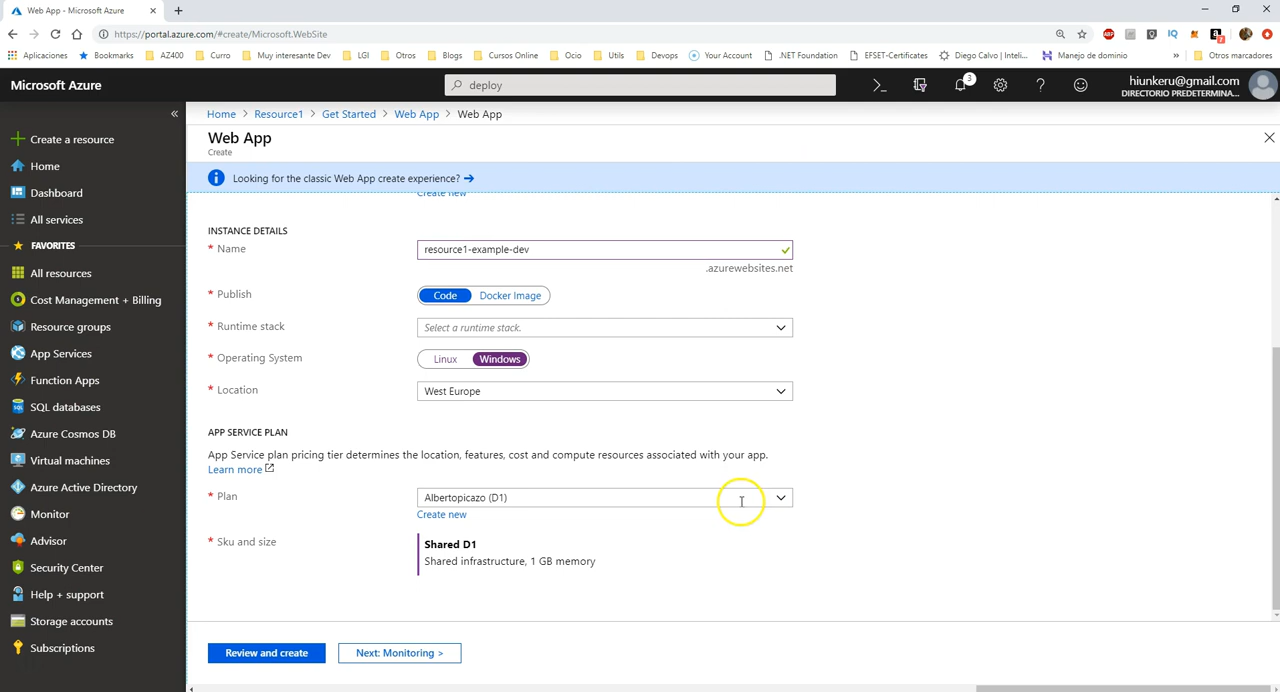 Web App - Microsoft Azure
https://portal.azure.com/#create/Microsoft.WebSite
Aplicaciones Bookmarks AZ400 Curro Muy interesante Dev LGI Otros Blogs Cursos Online Ocio Utils Devops Your Account .NET Foundation EFSET-Certificates Diego Calvo | Inteli... Manejo de dominio » Otros marcadores
Microsoft Azure
deploy
3
hiunkeru@gmail.com
DIRECTORIO PREDETERMINA...
«
Home > Resource1 > Get Started > Web App > Web App
Web App
Create
Looking for the classic Web App create experience? →
Create a resource
Home
Dashboard
All services
FAVORITES
All resources
Cost Management + Billing
Resource groups
App Services
Function Apps
SQL databases
Azure Cosmos DB
Virtual machines
Azure Active Directory
Monitor
Advisor
Security Center
Help + support
Storage accounts
Subscriptions
Create new
INSTANCE DETAILS
* Name
resource1-example-dev
.azurewebsites.net
* Publish
Code Docker Image
* Runtime stack
Select a runtime stack.
* Operating System
Linux Windows
* Location
West Europe
APP SERVICE PLAN
App Service plan pricing tier determines the location, features, cost and compute resources associated with your app.
Learn more
* Plan
Albertopicazo (D1)
Create new
* Sku and size
Shared D1
Shared infrastructure, 1 GB memory
Review and create
Next: Monitoring >